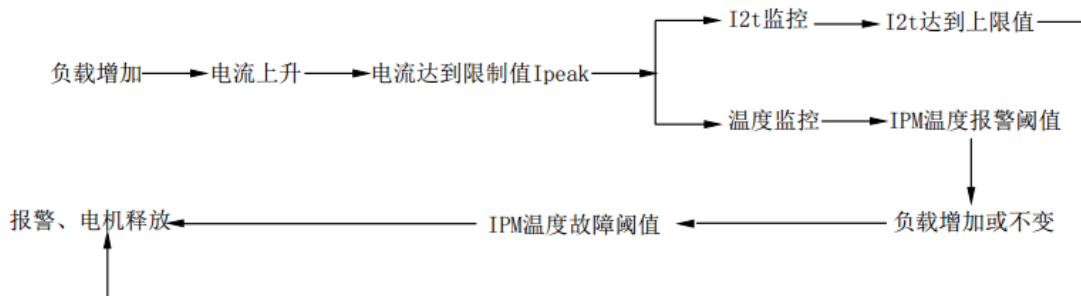 I2t监控
I2t达到上限值
负载增加
电流上升
电流达到限制值Ipeak
温度监控
IPM温度报警阈值
报警、电机释放
IPM温度故障阈值
负载增加或不变